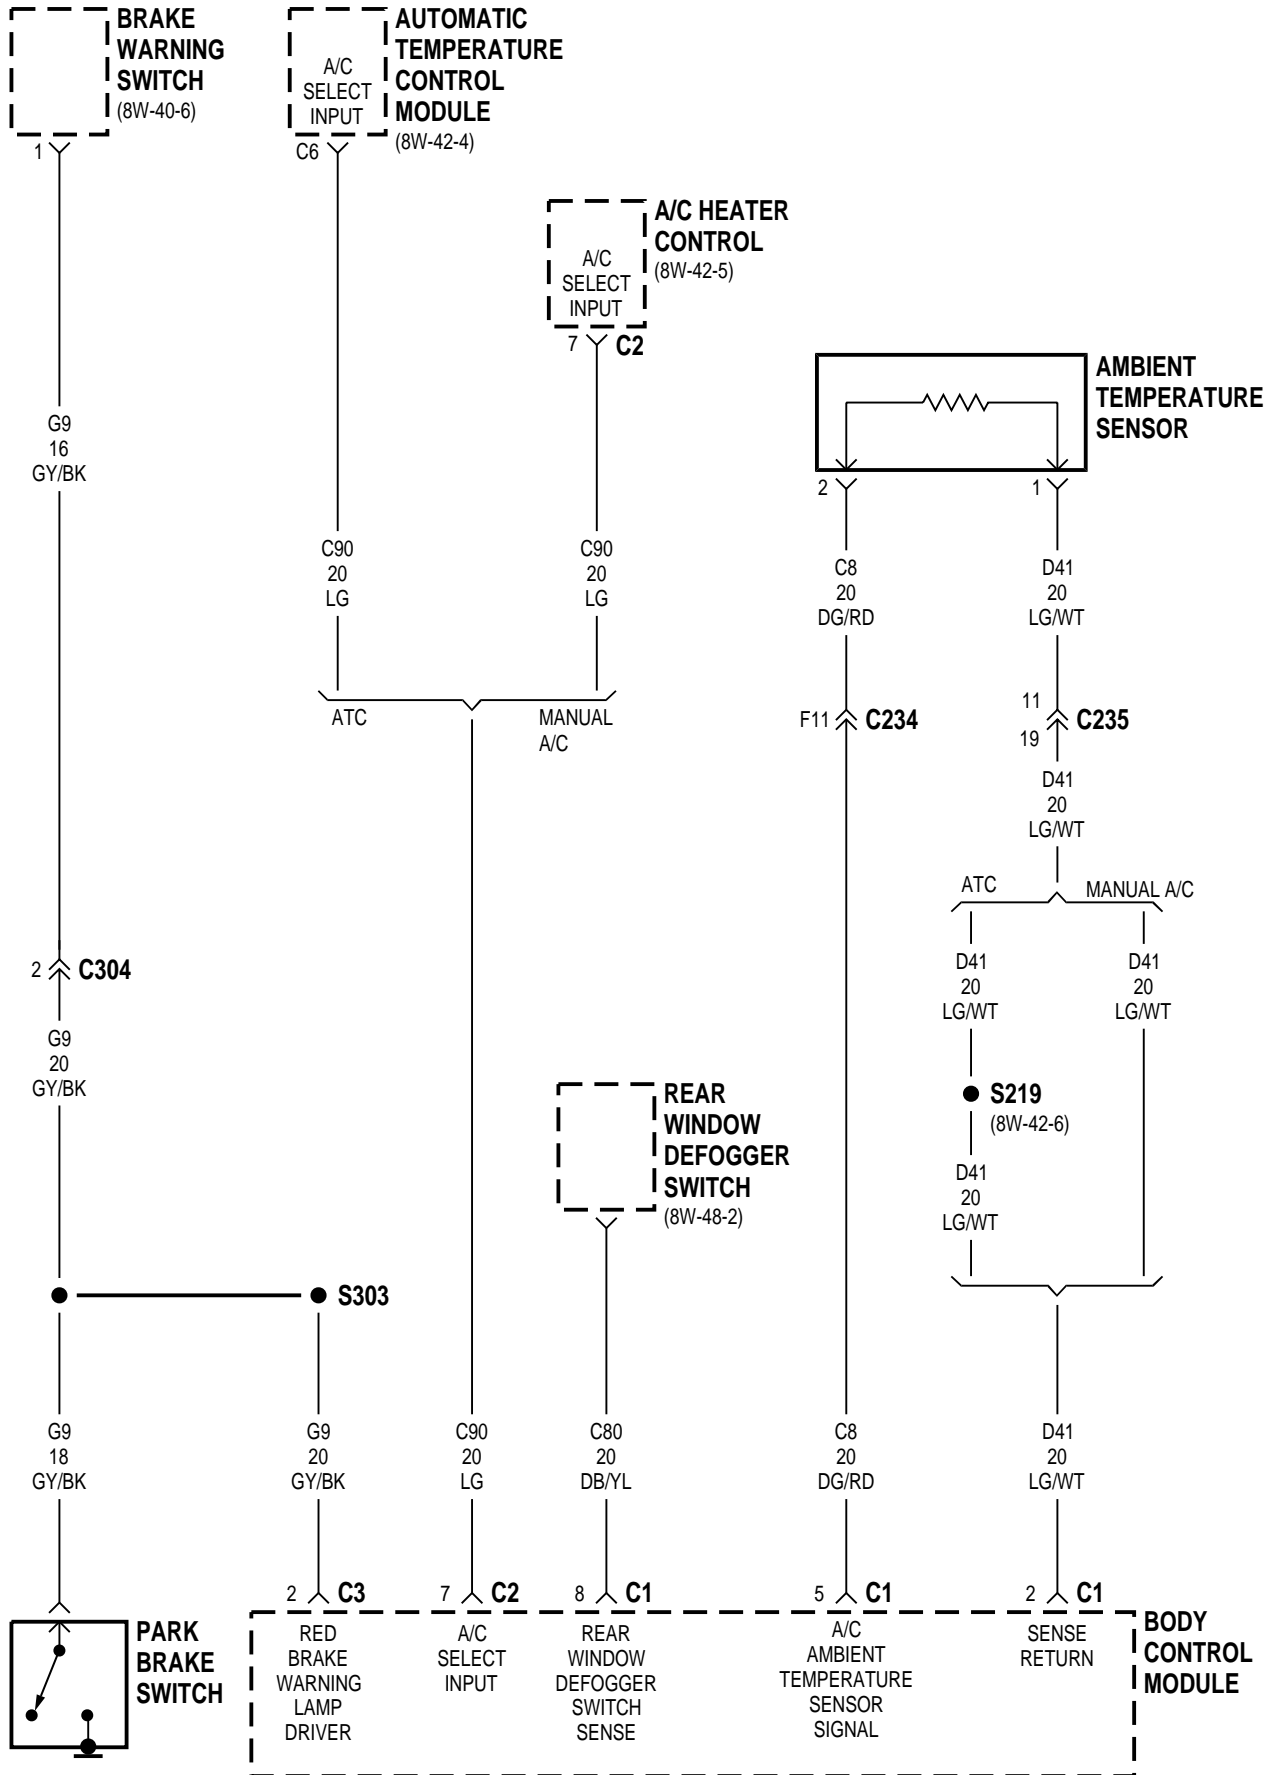 BRAKE
WARNING
SWITCH
(8W-40-6)
1
A/C
SELECT
INPUT
AUTOMATIC
TEMPERATURE
CONTROL
MODULE
(8W-42-4)
C6
A/C
SELECT
INPUT
A/C HEATER
CONTROL
(8W-42-5)
7
C2
AMBIENT
TEMPERATURE
SENSOR
2
1
G9
16
GY/BK
C90
20
LG
C90
20
LG
C8
20
DG/RD
D41
20
LG/WT
ATC
MANUAL
A/C
F11
C234
11
19
C235
D41
20
LG/WT
ATC
MANUAL A/C
D41
20
LG/WT
D41
20
LG/WT
2
C304
G9
20
GY/BK
S219
(8W-42-6)
REAR
WINDOW
DEFOGGER
SWITCH
(8W-48-2)
D41
20
LG/WT
S303
G9
18
GY/BK
G9
20
GY/BK
C90
20
LG
C80
20
DB/YL
C8
20
DG/RD
D41
20
LG/WT
2
C3
7
C2
8
C1
5
C1
2
C1
PARK
BRAKE
SWITCH
RED
BRAKE
WARNING
LAMP
DRIVER
A/C
SELECT
INPUT
REAR
WINDOW
DEFOGGER
SWITCH
SENSE
A/C
AMBIENT
TEMPERATURE
SENSOR
SIGNAL
SENSE
RETURN
BODY
CONTROL
MODULE